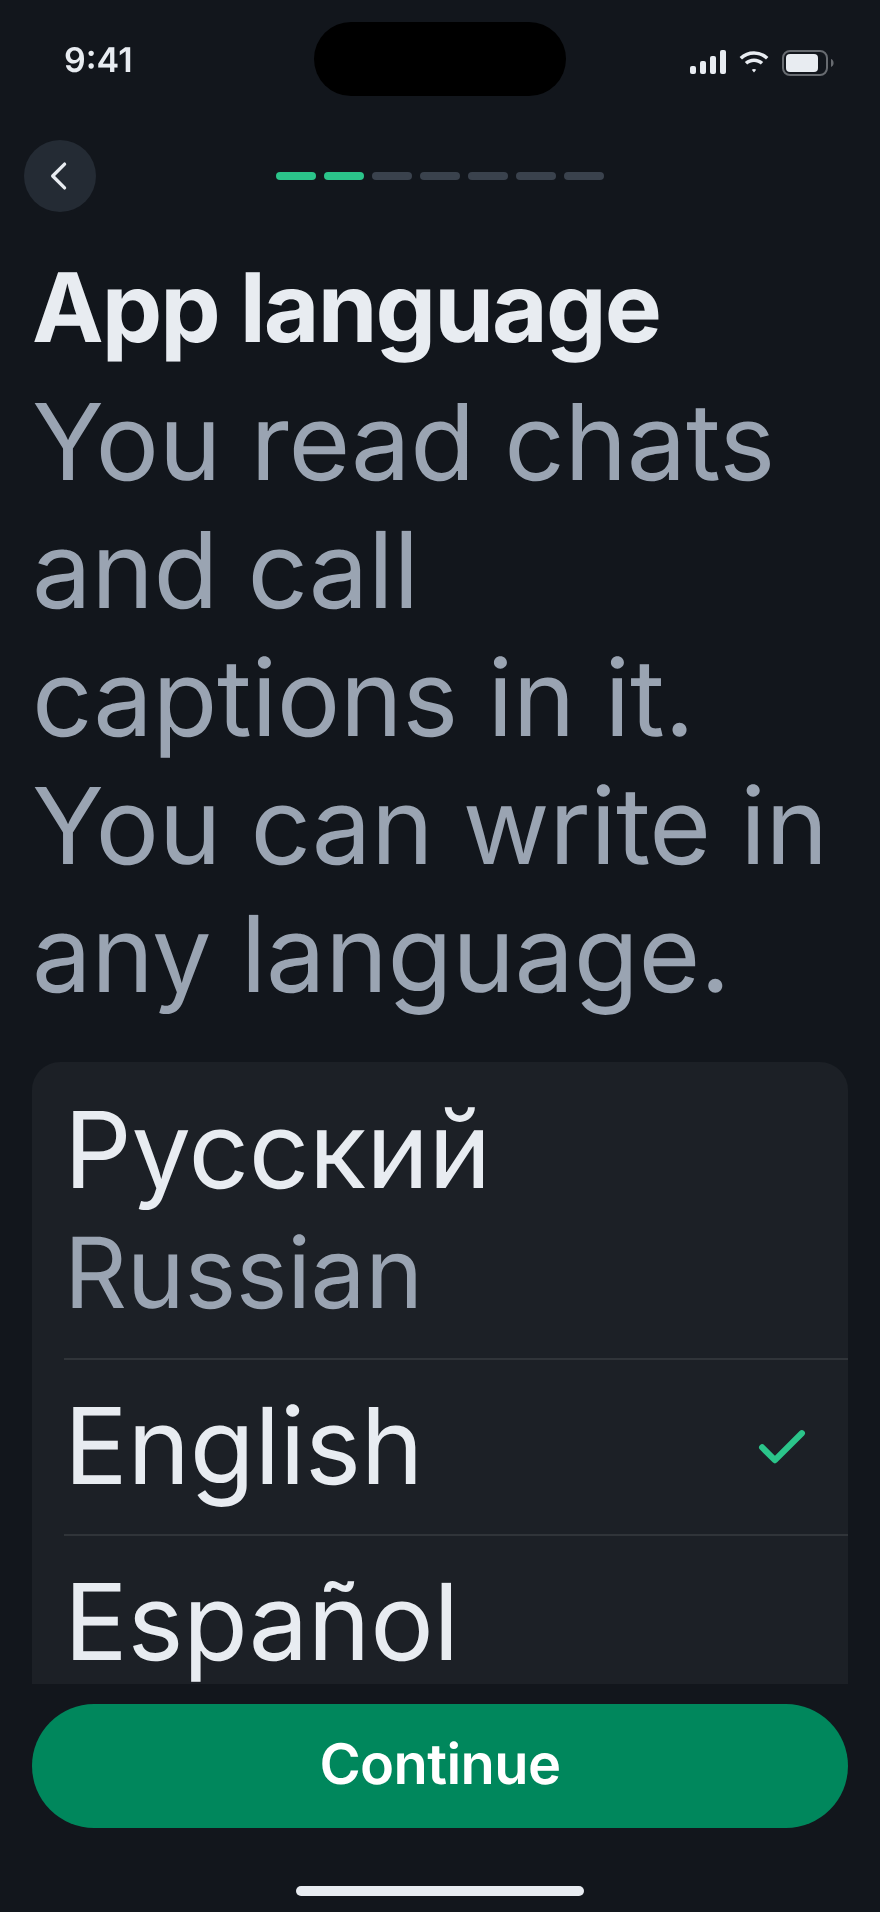 9:41
App language
You read chats
and call
captions in it.
You can write in
any language.
Русский
Russian
English
Español
Continue